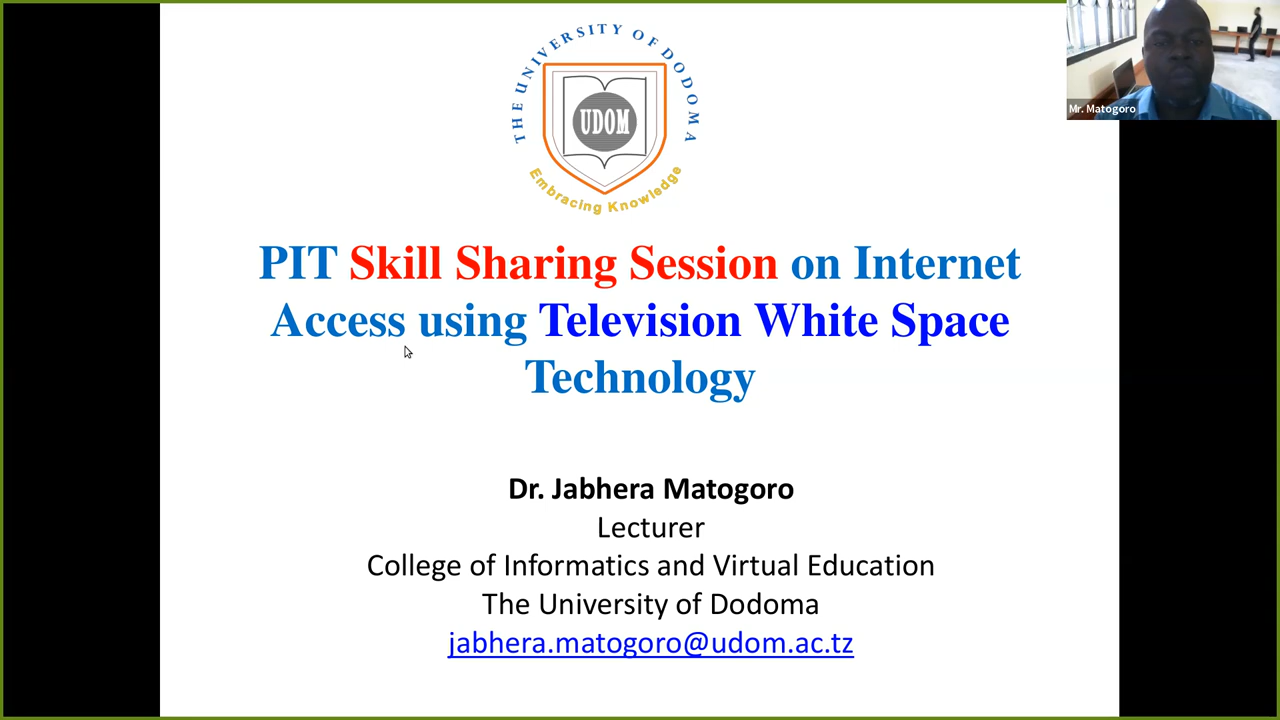 THE UNIVERSITY OF DODOMA
UDOM
Embracing Knowledge
Mr. Matogoro
PIT Skill Sharing Session on Internet
Access using Television White Space
Technology
Dr. Jabhera Matogoro
Lecturer
College of Informatics and Virtual Education
The University of Dodoma
jabhera.matogoro@udom.ac.tz